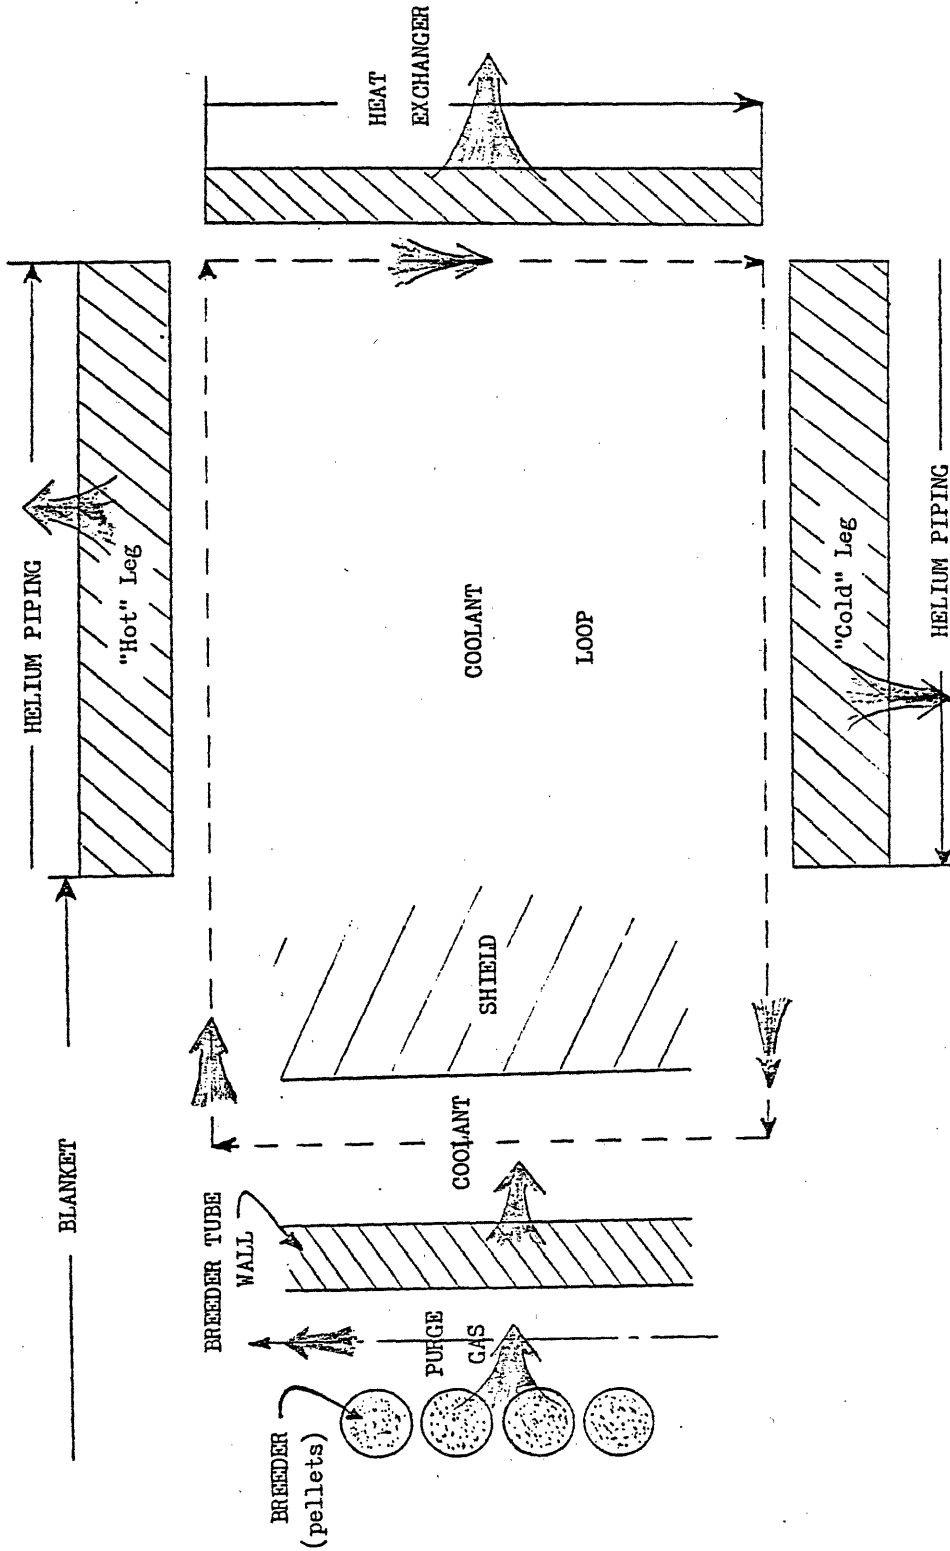 BLANKET
HELIUM PIPING
"Hot" Leg
BREEDER TUBE
WALL
BREEDER
(pellets)
PURGE
GAS
COOLANT
SHIELD
COOLANT
LOOP
HEAT
EXCHANGER
"Cold" Leg
HELIUM PIPING